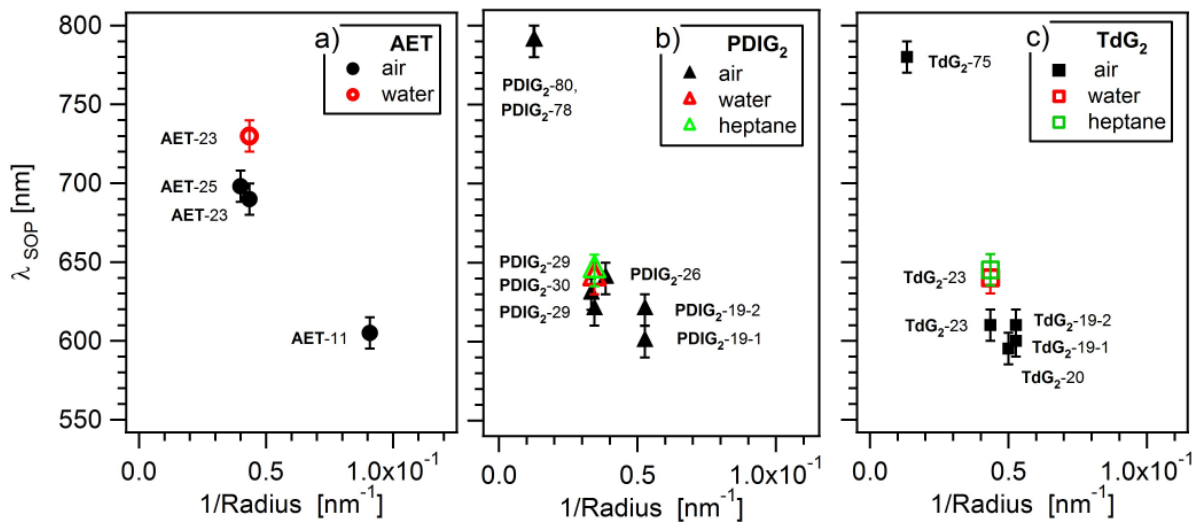 800
750
700
650
600
550
λ SOP [nm]
a) AET
air
water
AET-23
AET-25
AET-23
AET-11
0.0 0.5 1.0x10-1
1/Radius [nm-1]
b) PDIG2
air
water
heptane
PDIG2-80,
PDIG2-78
PDIG2-29
PDIG2-30
PDIG2-29
PDIG2-26
PDIG2-19-2
PDIG2-19-1
0.0 0.5 1.0x10-1
1/Radius [nm-1]
c) TdG2
air
water
heptane
TdG2-75
TdG2-23
TdG2-23
TdG2-19-2
TdG2-19-1
TdG2-20
0.0 0.5 1.0x10-1
1/Radius [nm-1]